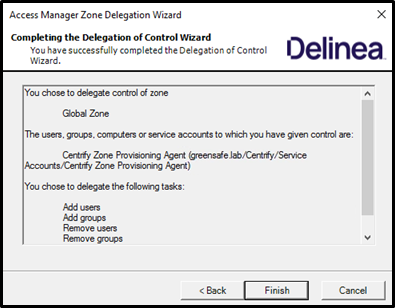 Access Manager Zone Delegation Wizard
Completing the Delegation of Control Wizard
You have successfully completed the Delegation of Control
Wizard.
Delinea
You chose to delegate control of zone
Global Zone
The users, groups, computers or service accounts to which you have given control are:
Centrify Zone Provisioning Agent (greensafe.lab/Centrify/Service
Accounts/Centrify Zone Provisioning Agent)
You chose to delegate the following tasks:
Add users
Add groups
Remove users
Remove groups
< Back
Finish
Cancel